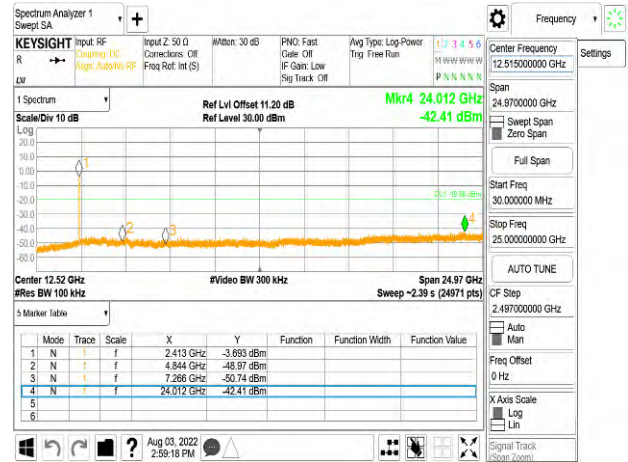 Spectrum Analyzer 1
Swept SA
Frequency
KEYSIGHT
R
Input: RF
Coupling: DC
Align: Auto/No RF
Input Z: 50 Ω
Corrections: Off
Freq Ref: Int (S)
#Atten: 30 dB
PNO: Fast
Gate: Off
IF Gain: Low
Sig Track: Off
Avg Type: Log-Power
Trig: Free Run
1 2 3 4 5 6
M W W W W W
P N N N N N
Settings
1 Spectrum
Scale/Div 10 dB
Ref Lvl Offset 11.20 dB
Ref Level 30.00 dBm
Mkr4 24.012 GHz
-42.41 dBm
Log
20.0
10.0
0.00
-10.0
-20.0
-30.0
-40.0
-50.0
-60.0
1
2
3
4
Center 12.52 GHz
#Res BW 100 kHz
#Video BW 300 kHz
Span 24.97 GHz
Sweep ~2.39 s (24971 pts)
5 Marker Table
Mode Trace Scale X Y Function Function Width Function Value
1 N 1 f 2.413 GHz -3.693 dBm
2 N 1 f 4.844 GHz -48.97 dBm
3 N 1 f 7.266 GHz -50.74 dBm
4 N 1 f 24.012 GHz -42.41 dBm
5
6
Aug 03, 2022
2:59:18 PM
Center Frequency
12.515000000 GHz
Span
24.9700000 GHz
Swept Span
Zero Span
Full Span
Start Freq
30.000000 MHz
Stop Freq
25.000000000 GHz
AUTO TUNE
CF Step
2.497000000 GHz
Auto
Man
Freq Offset
0 Hz
X Axis Scale
Log
Lin
Signal Track
(Span Zoom)